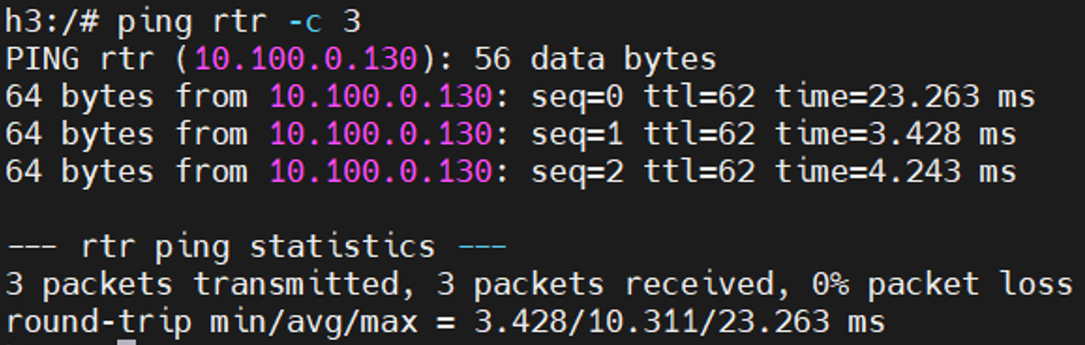 h3:/# ping rtr -c 3
PING rtr (10.100.0.130): 56 data bytes
64 bytes from 10.100.0.130: seq=0 ttl=62 time=23.263 ms
64 bytes from 10.100.0.130: seq=1 ttl=62 time=3.428 ms
64 bytes from 10.100.0.130: seq=2 ttl=62 time=4.243 ms
--- rtr ping statistics ---
3 packets transmitted, 3 packets received, 0% packet loss
round-trip min/avg/max = 3.428/10.311/23.263 ms